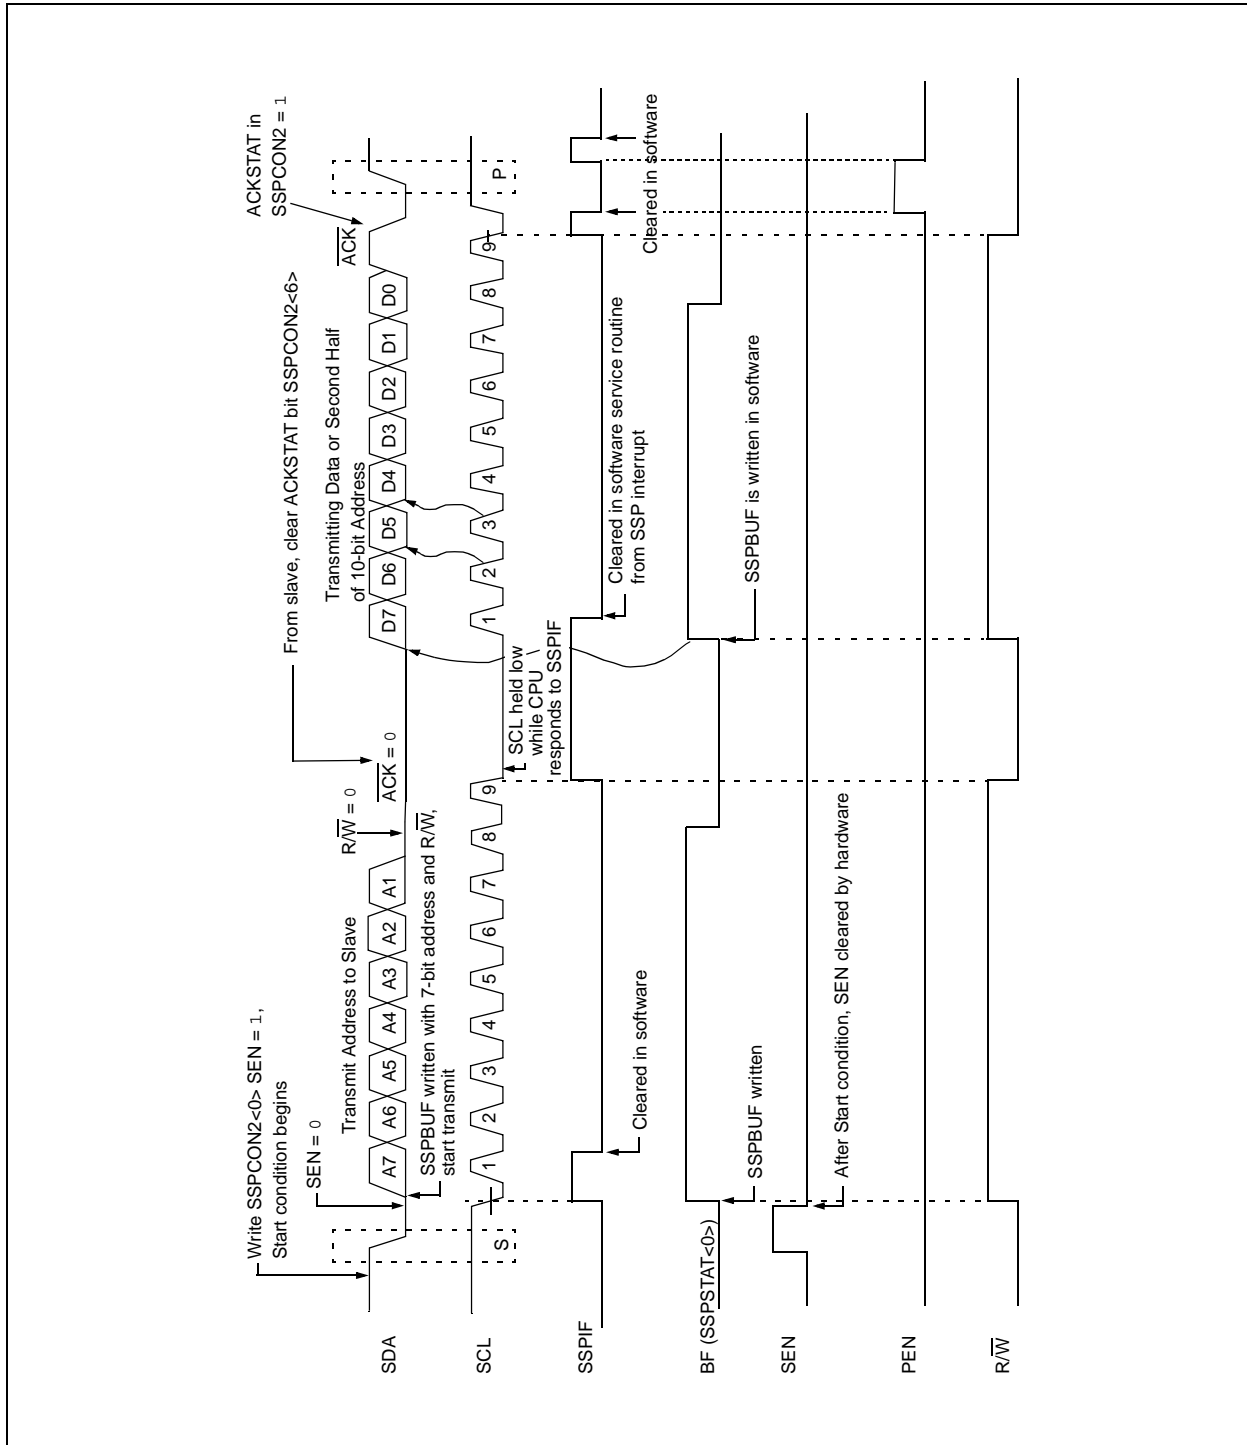 Write SSPCON2<0> SEN = 1,
Start condition begins
SEN = 0
Transmit Address to Slave
R/W̅ = 0
From slave, clear ACKSTAT bit SSPCON2<6>
A̅C̅K̅ = 0
Transmitting Data or Second Half
of 10-bit Address
ACKSTAT in
SSPCON2 = 1
A̅C̅K̅
SDA
A7 A6 A5 A4 A3 A2 A1
D7 D6 D5 D4 D3 D2 D1 D0
SSPBUF written with 7-bit address and R/W̅,
start transmit
SCL
S
1 2 3 4 5 6 7 8 9
1 2 3 4 5 6 7 8 9
P
SCL held low
while CPU
responds to SSPIF
SSPIF
Cleared in software
Cleared in software service routine
from SSP interrupt
Cleared in software
BF (SSPSTAT<0>)
SSPBUF written
SSPBUF is written in software
SEN
After Start condition, SEN cleared by hardware
PEN
R/W̅